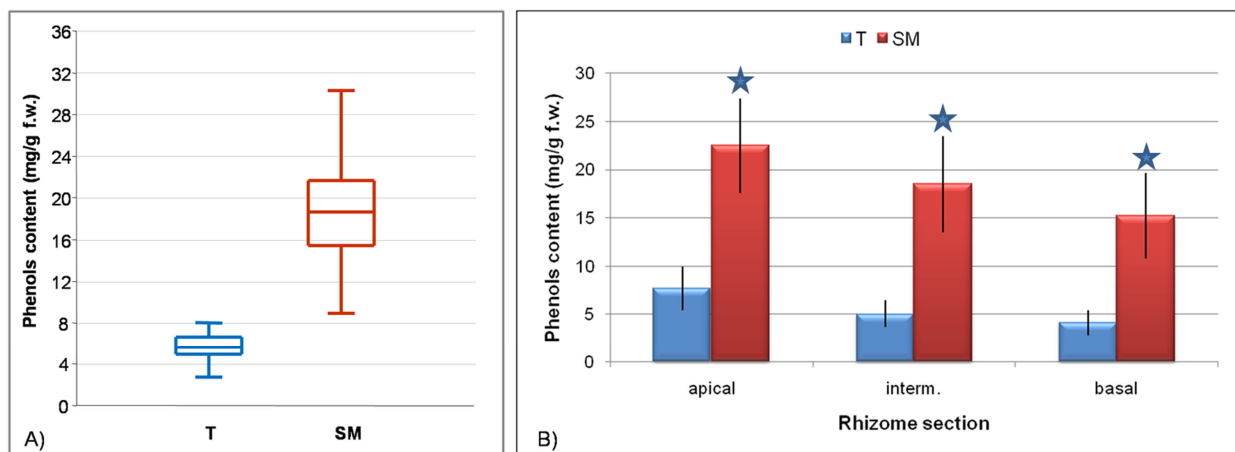 Phenols content (mg/g f.w.)
36
32
28
24
20
16
12
8
4
0
T
SM
A)
T
SM
Phenols content (mg/g f.w.)
30
25
20
15
10
5
0
apical
interm.
basal
Rhizome section
B)